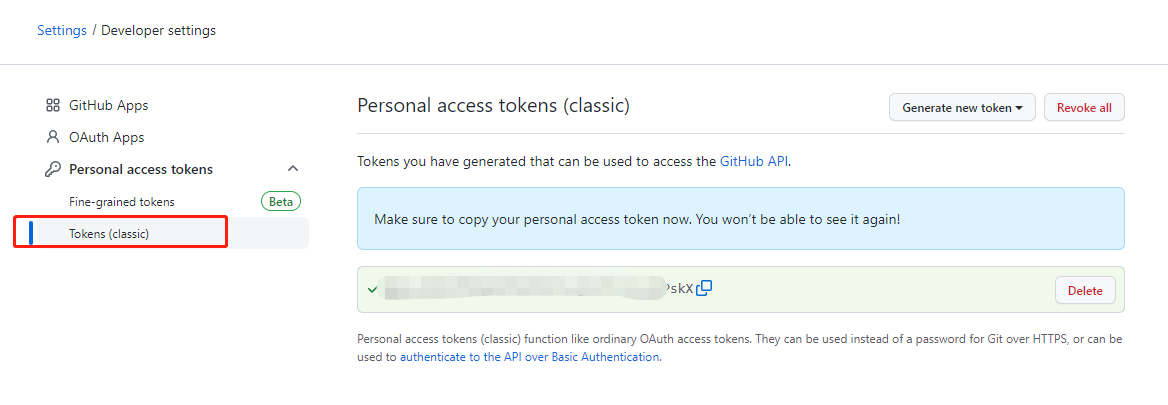 Settings / Developer settings
GitHub Apps
OAuth Apps
Personal access tokens
Fine-grained tokens Beta
Tokens (classic)
Personal access tokens (classic)
Generate new token
Revoke all
Tokens you have generated that can be used to access the GitHub API.
Make sure to copy your personal access token now. You won't be able to see it again!
skX
Delete
Personal access tokens (classic) function like ordinary OAuth access tokens. They can be used instead of a password for Git over HTTPS, or can be
used to authenticate to the API over Basic Authentication.